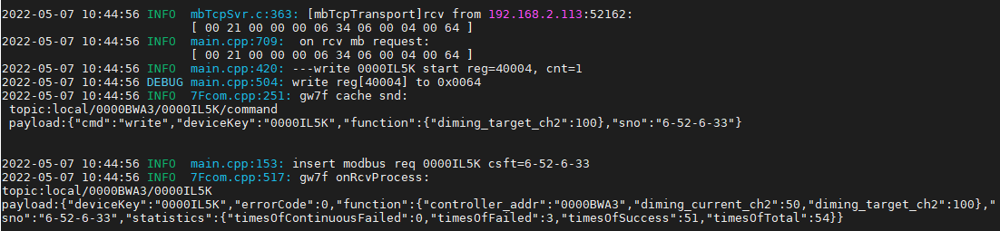 2022-05-07 10:44:56 INFO  mbTcpSvr.c:363: [mbTcpTransport]rcv from 192.168.2.113:52162:
[ 00 21 00 00 00 06 34 06 00 04 00 64 ]
2022-05-07 10:44:56 INFO  main.cpp:709:  on rcv mb request:
[ 00 21 00 00 00 06 34 06 00 04 00 64 ]
2022-05-07 10:44:56 INFO  main.cpp:420: ---write 0000IL5K start reg=40004, cnt=1
2022-05-07 10:44:56 DEBUG main.cpp:504: write reg[40004] to 0x0064
2022-05-07 10:44:56 INFO  7Fcom.cpp:251: gw7f cache snd:
topic:local/0000BWA3/0000IL5K/command
payload:{"cmd":"write","deviceKey":"0000IL5K","function":{"diming_target_ch2":100},"sno":"6-52-6-33"}
2022-05-07 10:44:56 INFO  main.cpp:153: insert modbus req 0000IL5K csft=6-52-6-33
2022-05-07 10:44:56 INFO  7Fcom.cpp:517: gw7f onRcvProcess:
topic:local/0000BWA3/0000IL5K
payload:{"deviceKey":"0000IL5K","errorCode":0,"function":{"controller_addr":"0000BWA3","diming_current_ch2":50,"diming_target_ch2":100},"
sno":"6-52-6-33","statistics":{"timesOfContinuousFailed":0,"timesOfFailed":3,"timesOfSuccess":51,"timesOfTotal":54}}